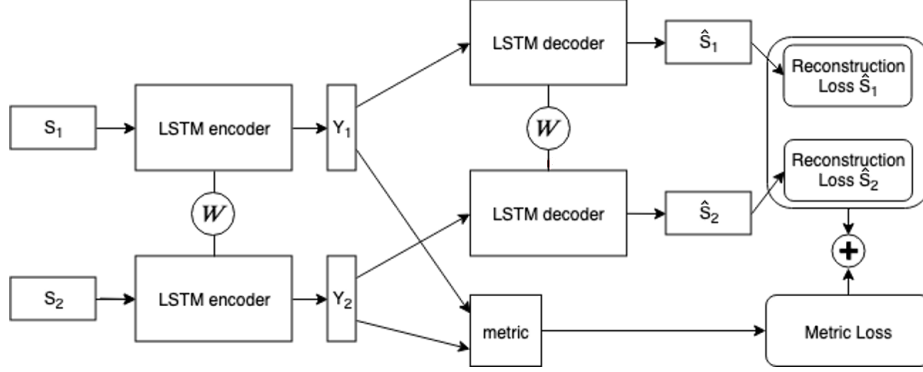 LSTM decoder
Ŝ₁
Reconstruction
Loss Ŝ₁
S₁
LSTM encoder
Y₁
W
Reconstruction
Loss Ŝ₂
W
LSTM decoder
Ŝ₂
S₂
LSTM encoder
Y₂
+
metric
Metric Loss